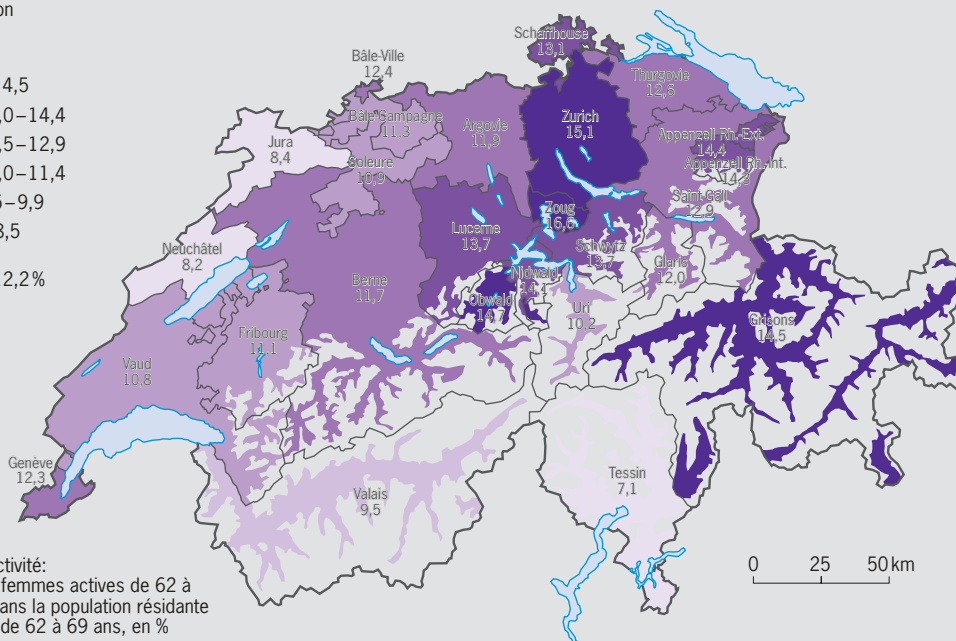 on
4,5
,0–14,4
,5–12,9
,0–11,4
–9,9
,5
2,2%
Schaffhouse
13,1
Bâle-Ville
12,4
Thurgovie
12,6
Bâle-Campagne
11.3
Argovie
11,9
Zurich
15,1
Jura
8,4
Soleure
10,9
Appenzell Rh.-Ext.
14,4
Appenzell Rh.-Int.
14,3
Saint-Gall
12,9
Zoug
16,6
Lucerne
13,7
Schwytz
13,7
Neuchâtel
8,2
Nidwald
14,1
Glaris
12,0
Berne
11,7
Obwald
14,7
Uri
10.2
Grisons
14,5
Fribourg
11,1
Vaud
10,8
Genève
12,3
Tessin
7,1
Valais
9,5
0 25 50 km
ctivité:
femmes actives de 62 à
ans la population résidante
de 62 à 69 ans, en %